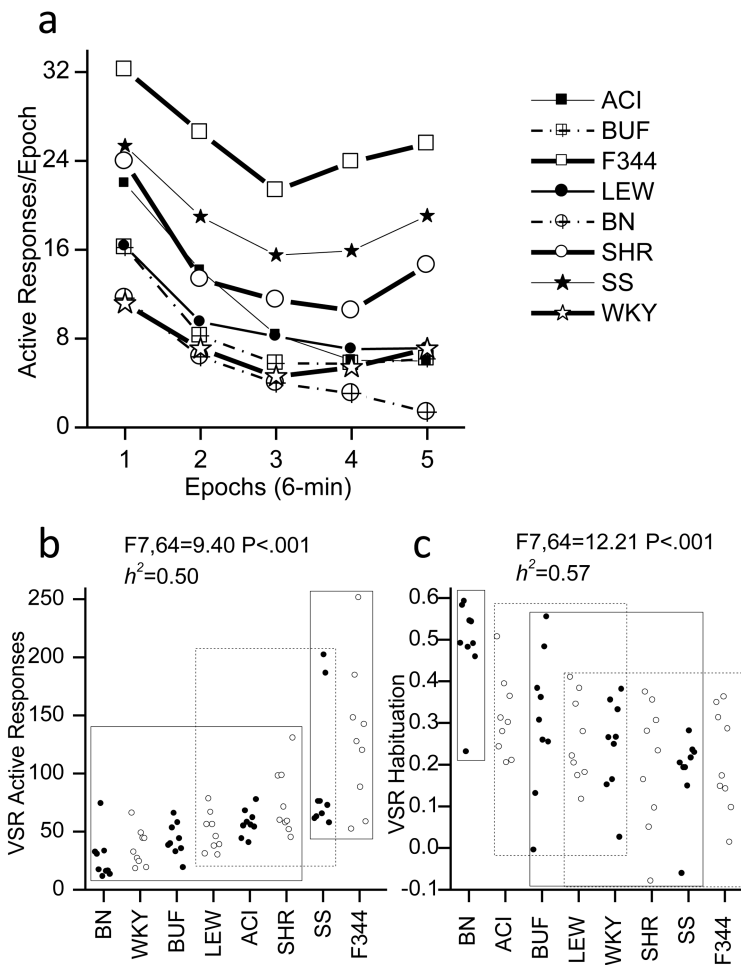 a
Active Responses/Epoch
32
24
16
8
0
1 2 3 4 5
Epochs (6-min)
ACI
BUF
F344
LEW
BN
SHR
SS
WKY
b
F7,64=9.40 P<.001
h²=0.50
VSR Active Responses
250
200
150
100
50
0
BN WKY BUF LEW ACI SHR SS F344
c
F7,64=12.21 P<.001
h²=0.57
VSR Habituation
0.6
0.5
0.4
0.3
0.2
0.1
0.0
-0.1
BN ACI BUF LEW WKY SHR SS F344